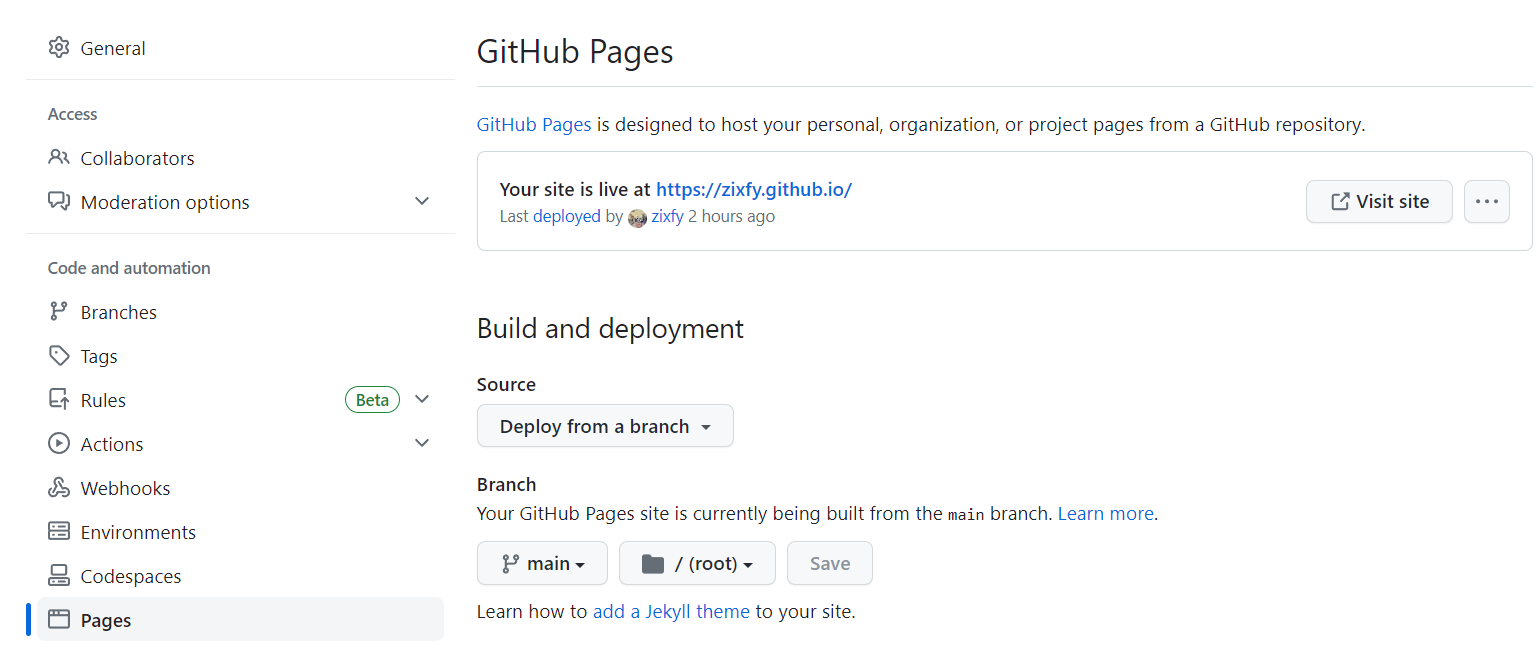 General
Access
Collaborators
Moderation options
Code and automation
Branches
Tags
Rules Beta
Actions
Webhooks
Environments
Codespaces
Pages
GitHub Pages
GitHub Pages is designed to host your personal, organization, or project pages from a GitHub repository.
Your site is live at https://zixfy.github.io/
Last deployed by zixfy 2 hours ago
Visit site
Build and deployment
Source
Deploy from a branch
Branch
Your GitHub Pages site is currently being built from the main branch. Learn more.
main / (root) Save
Learn how to add a Jekyll theme to your site.